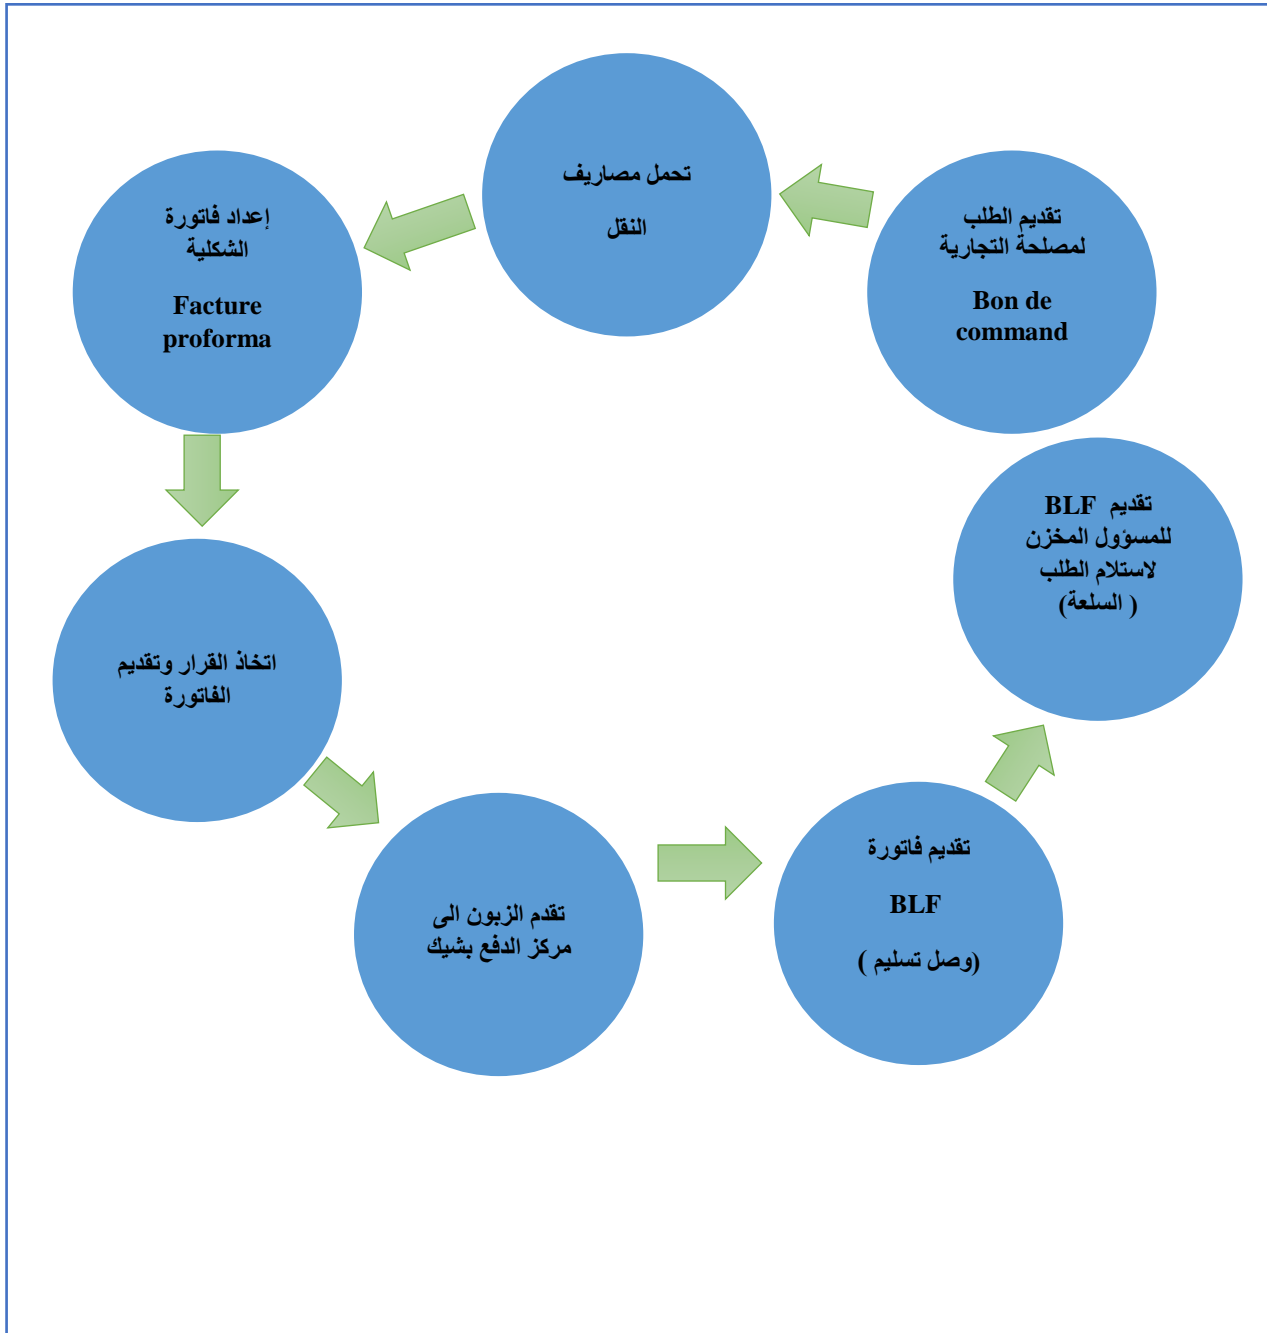 تحمل مصاريف
النقل
تقديم الطلب
لمصلحة التجارية
Bon de
command
إعداد فاتورة
الشكلية
Facture
proforma
تقديم BLF
للمسؤول المخزن
لاستلام الطلب
( السلعة)
اتخاذ القرار وتقديم
الفاتورة
تقديم فاتورة
BLF
(وصل تسليم )
تقدم الزبون الى
مركز الدفع بشيك